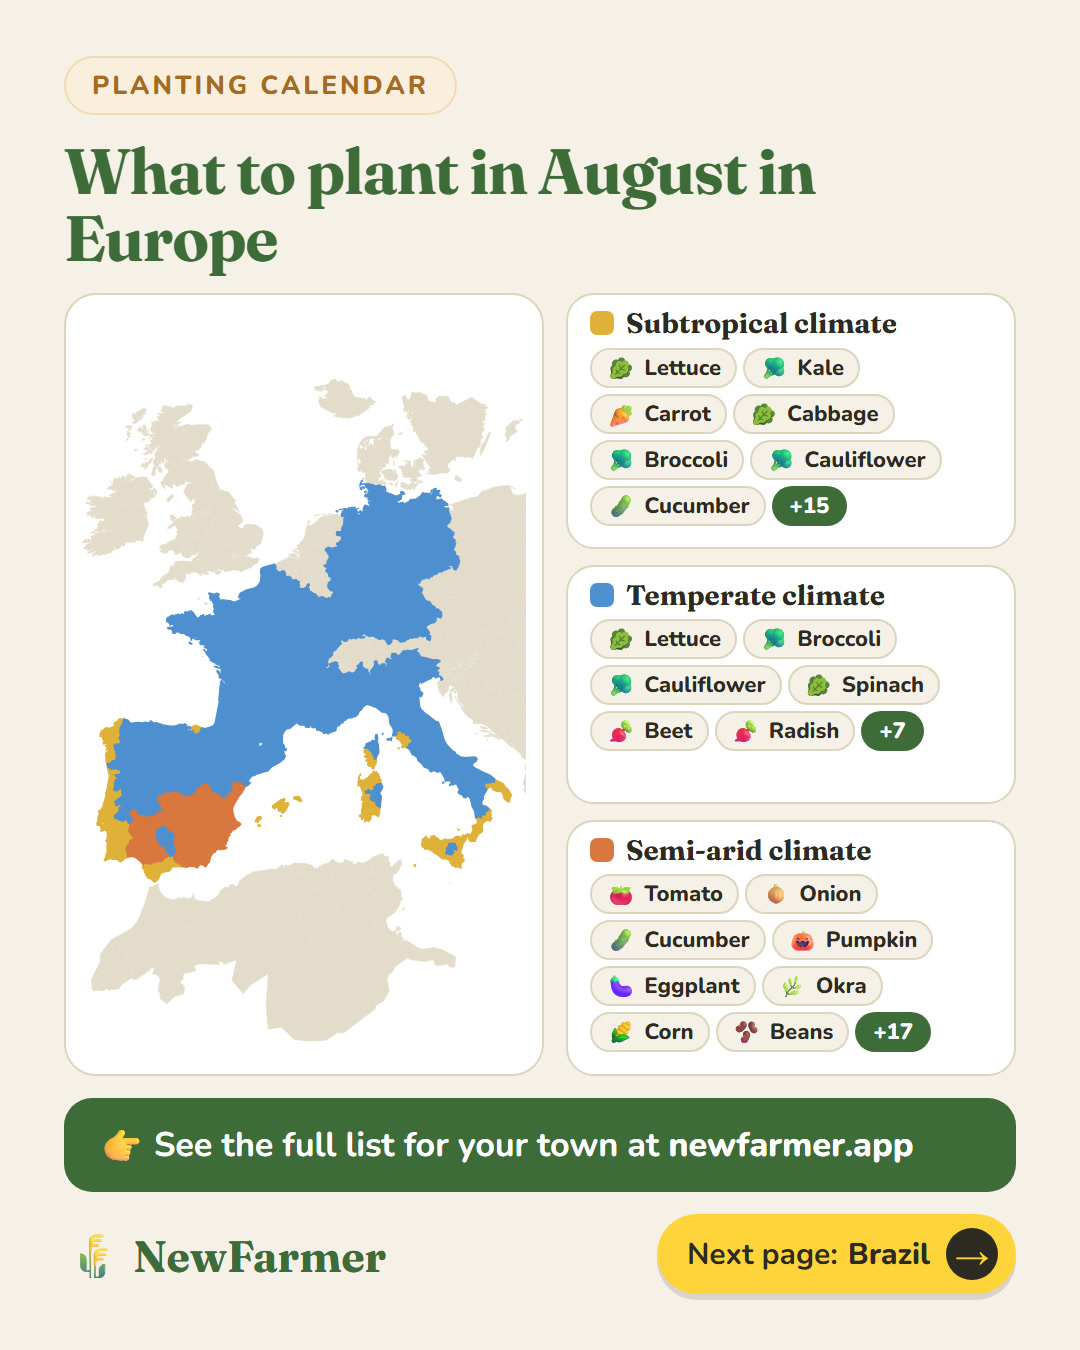 PLANTING CALENDAR
What to plant in August in
Europe
Subtropical climate
Lettuce
Kale
Carrot
Cabbage
Broccoli
Cauliflower
Cucumber
+15
Temperate climate
Lettuce
Broccoli
Cauliflower
Spinach
Beet
Radish
+7
Semi-arid climate
Tomato
Onion
Cucumber
Pumpkin
Eggplant
Okra
Corn
Beans
+17
See the full list for your town at newfarmer.app
NewFarmer
Next page: Brazil →